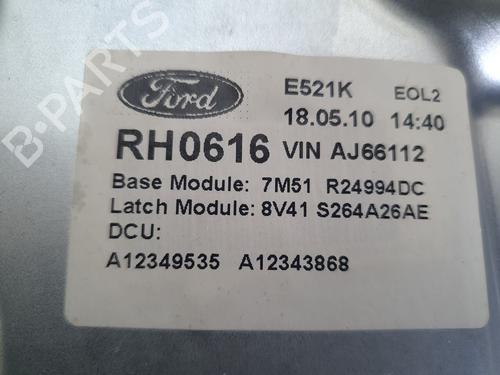 Ford
E521K EOL2
18.05.10 14:40
RH0616 VIN AJ66112
Base Module: 7M51 R24994DC
Latch Module: 8V41 S264A26AE
DCU:
A12349535 A12343868
B-PARTS